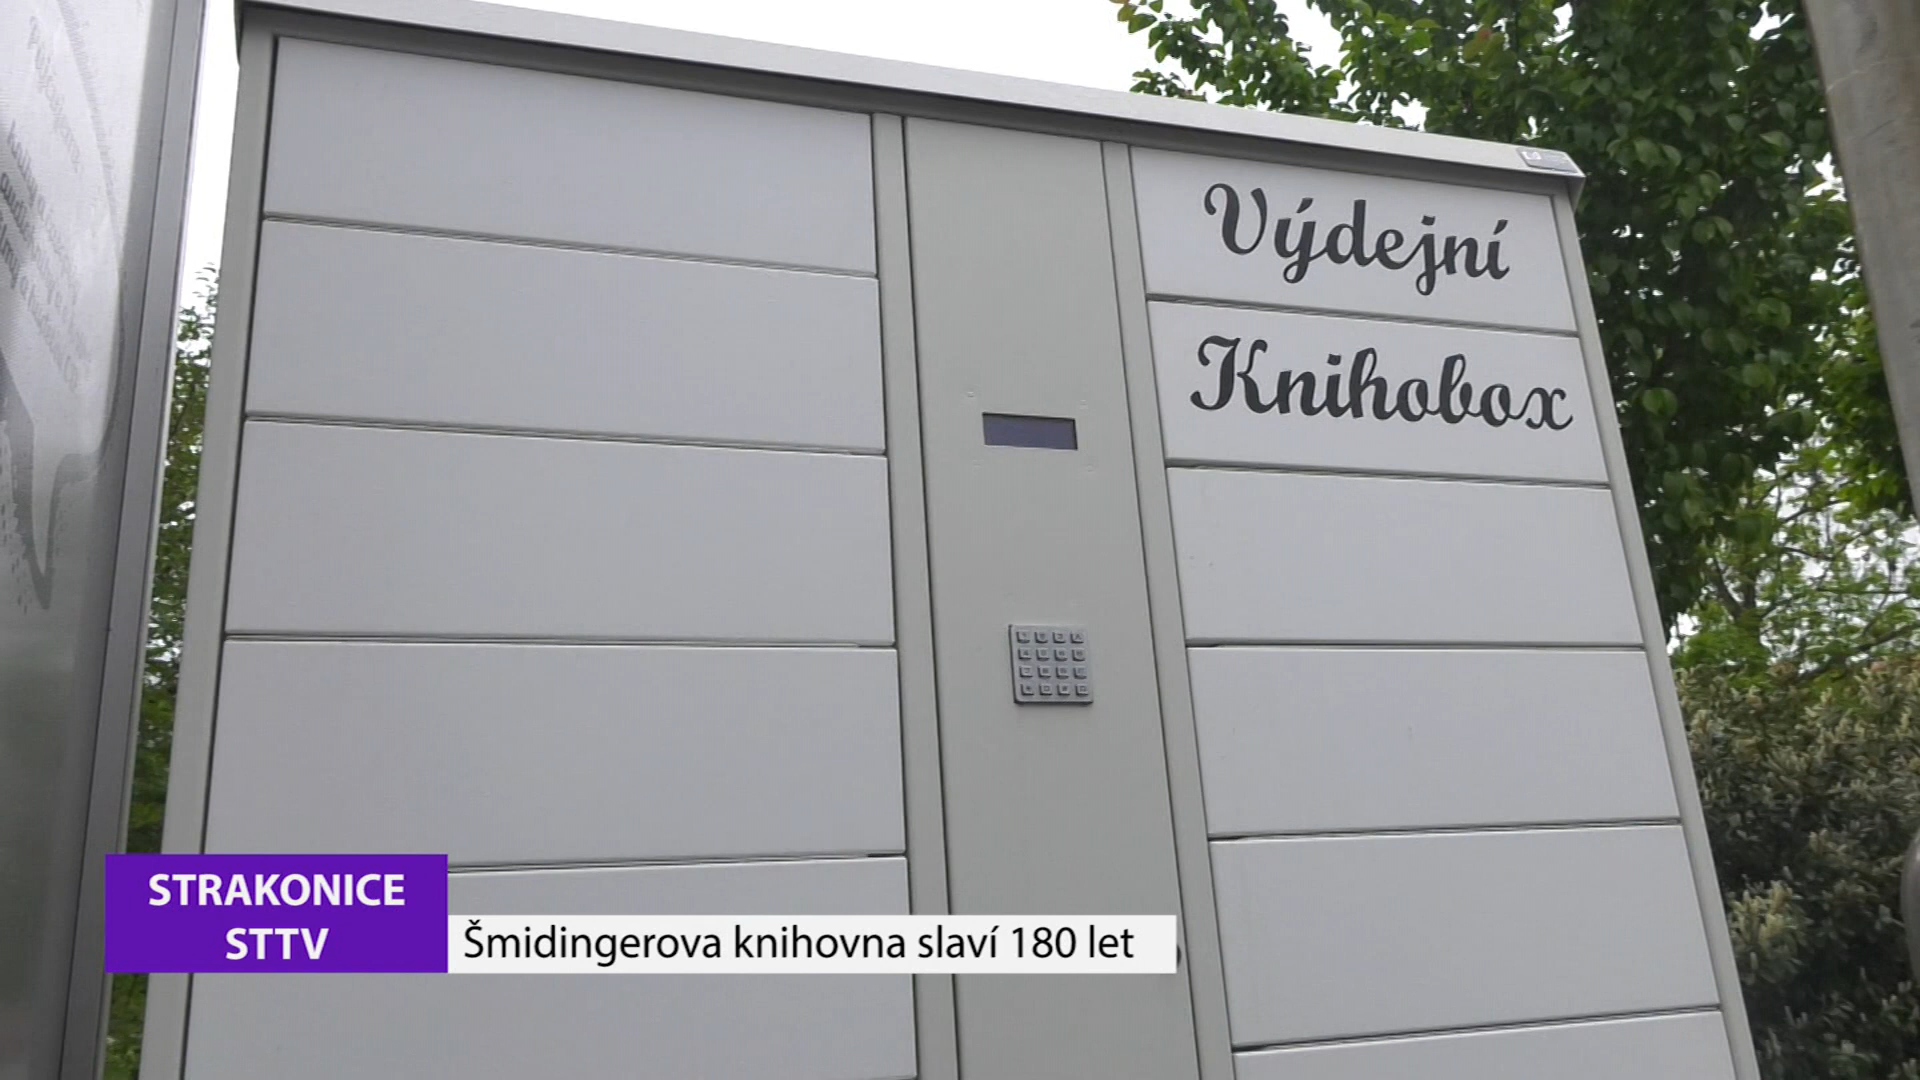 Výdejní
Knihobox
STRAKONICE
STTV
Šmidingerova knihovna slaví 180 let